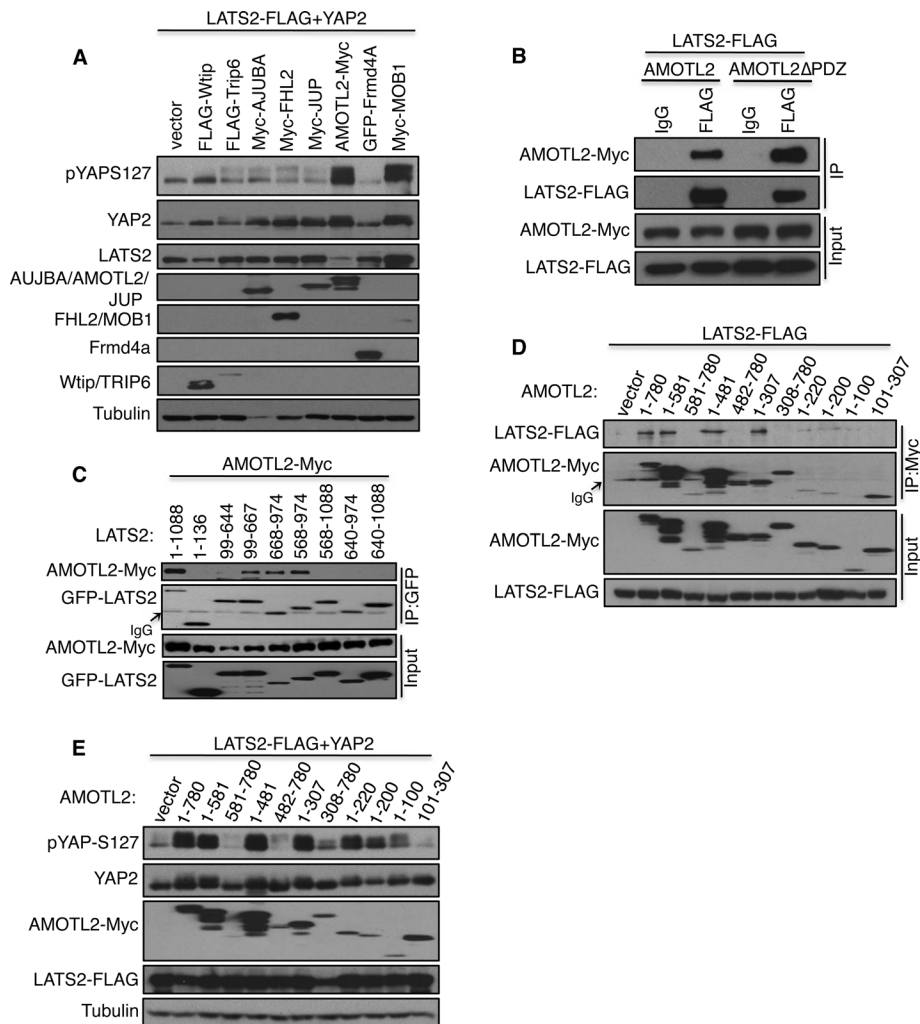 A
LATS2-FLAG+YAP2
vector
FLAG-Wtip
FLAG-Trip6
Myc-AJUBA
Myc-FHL2
Myc-JUP
AMOTL2-Myc
GFP-Frmd4A
Myc-MOB1
pYAPS127
YAP2
LATS2
AUJBA/AMOTL2/
JUP
FHL2/MOB1
Frmd4a
Wtip/TRIP6
Tubulin
B
LATS2-FLAG
AMOTL2 AMOTL2ΔPDZ
IgG FLAG IgG FLAG
AMOTL2-Myc
LATS2-FLAG
IP
AMOTL2-Myc
LATS2-FLAG
Input
C
AMOTL2-Myc
LATS2: 1-1088 1-136 99-644 99-667 668-974 568-974 568-1088 640-974 640-1088
AMOTL2-Myc
GFP-LATS2
IgG
IP:GFP
AMOTL2-Myc
GFP-LATS2
Input
D
LATS2-FLAG
AMOTL2: vector 1-780 1-581 581-780 1-481 482-780 1-307 308-780 1-220 1-200 1-100 101-307
LATS2-FLAG
AMOTL2-Myc
IgG
IP:Myc
AMOTL2-Myc
LATS2-FLAG
Input
E
LATS2-FLAG+YAP2
AMOTL2: vector 1-780 1-581 581-780 1-481 482-780 1-307 308-780 1-220 1-200 1-100 101-307
pYAP-S127
YAP2
AMOTL2-Myc
LATS2-FLAG
Tubulin